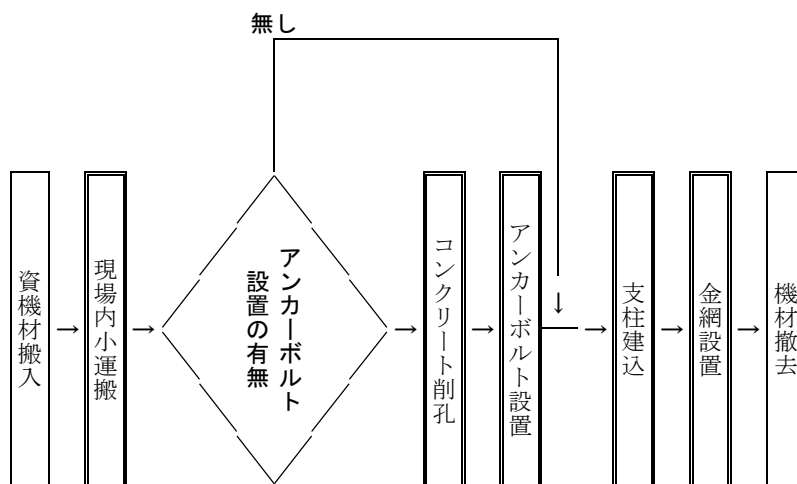 無し
資機材搬入
→
現場内小運搬
→
アンカーボルト
設置の有無
→
コンクリート削孔
→
アンカーボルト設置
↓
→
支柱建込
→
金網設置
→
機材撤去